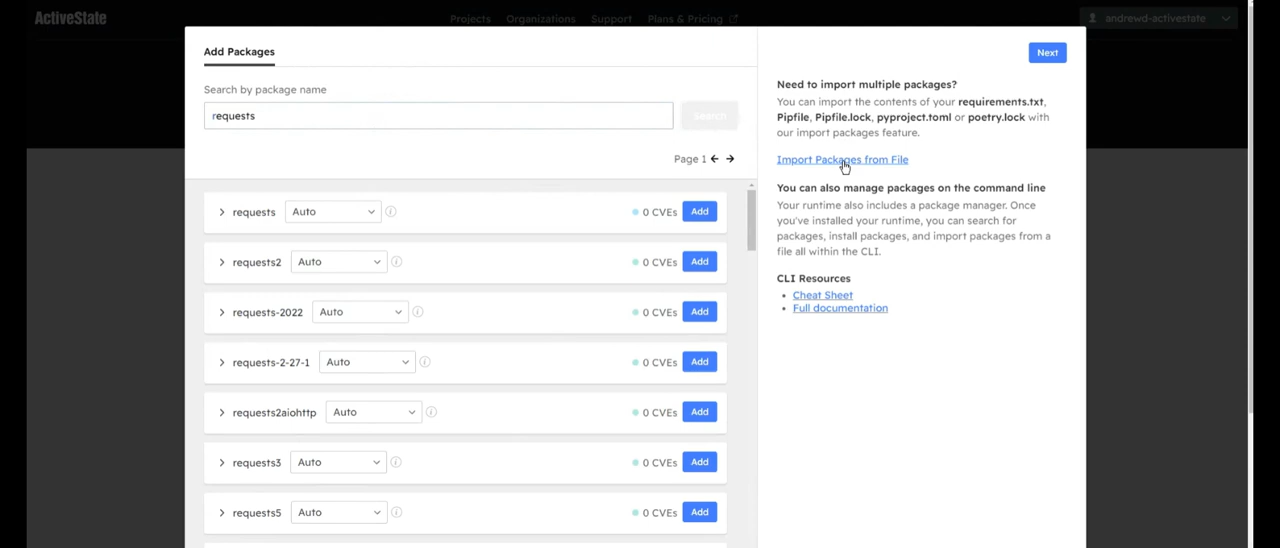 ActiveState
Projects Organizations Support Plans & Pricing
andrewd-activestate
Add Packages
Search by package name
requests
Search
Page 1
requests Auto 0 CVEs Add
requests2 Auto 0 CVEs Add
requests-2022 Auto 0 CVEs Add
requests-2-27-1 Auto 0 CVEs Add
requests2aiohttp Auto 0 CVEs Add
requests3 Auto 0 CVEs Add
requests5 Auto 0 CVEs Add
Next
Need to import multiple packages?
You can import the contents of your requirements.txt,
Pipfile, Pipfile.lock, pyproject.toml or poetry.lock with
our import packages feature.
Import Packages from File
You can also manage packages on the command line
Your runtime also includes a package manager. Once
you've installed your runtime, you can search for
packages, install packages, and import packages from a
file all within the CLI.
CLI Resources
Cheat Sheet
Full documentation